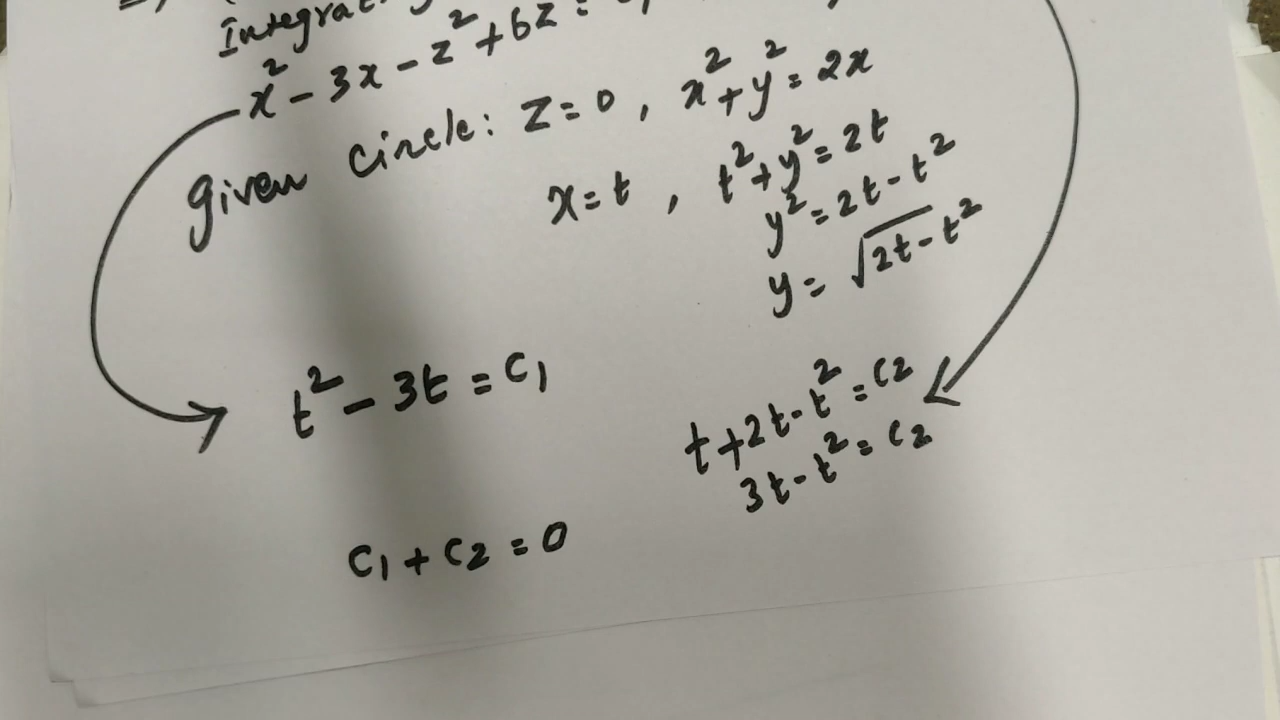 Integrating
x² - 3x - z² + 6z =
given circle: z = 0 , x² + y² = 2x
x = t , t² + y² = 2t
y² = 2t - t²
y = √2t - t²
t² - 3t = c₁
t + 2t - t² = c₂
3t - t² = c₂
c₁ + c₂ = 0